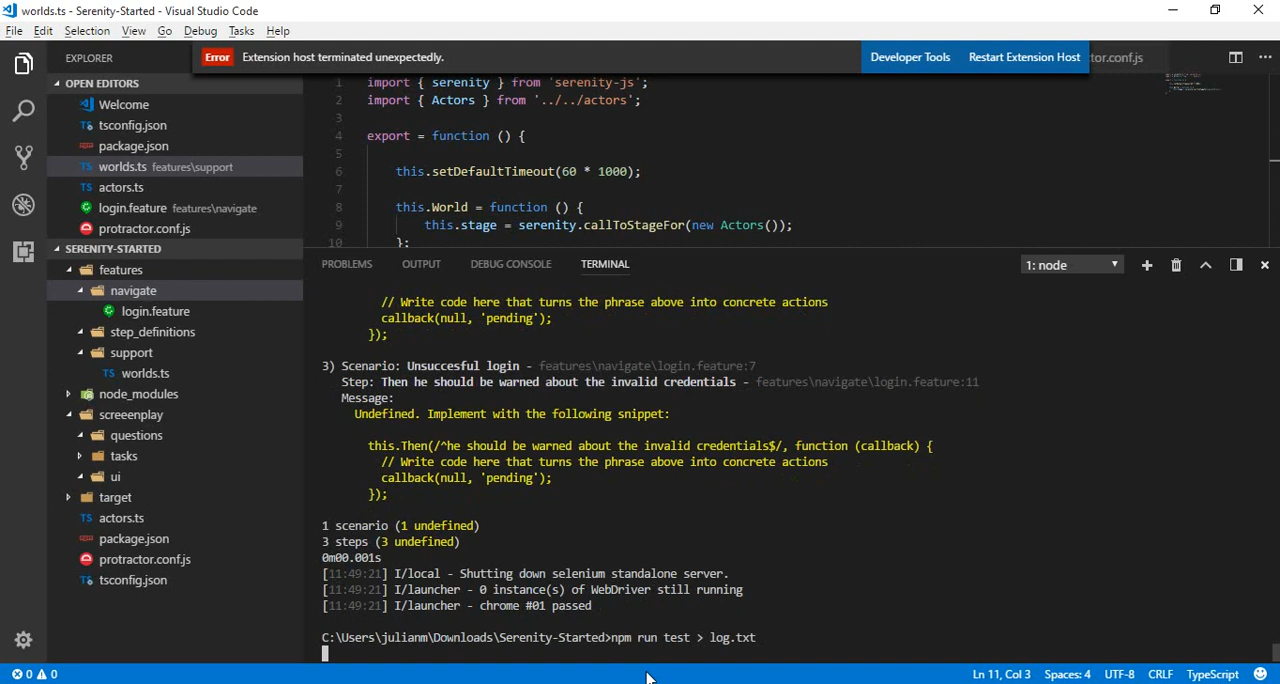 worlds.ts - Serenity-Started - Visual Studio Code
File Edit Selection View Go Debug Tasks Help
EXPLORER
Error Extension host terminated unexpectedly. Developer Tools Restart Extension Host
tor.conf.js
OPEN EDITORS
Welcome
tsconfig.json
package.json
TS worlds.ts features\support
TS actors.ts
login.feature features\navigate
protractor.conf.js
SERENITY-STARTED
features
navigate
login.feature
step_definitions
support
TS worlds.ts
node_modules
screeenplay
questions
tasks
ui
target
TS actors.ts
package.json
protractor.conf.js
TS tsconfig.json
1 import { serenity } from 'serenity-js';
2 import { Actors } from '../../actors';
3
4 export = function () {
5
6 this.setDefaultTimeout(60 * 1000);
7
8 this.World = function () {
9 this.stage = serenity.callToStageFor(new Actors());
10 };
PROBLEMS OUTPUT DEBUG CONSOLE TERMINAL 1: node
// Write code here that turns the phrase above into concrete actions
callback(null, 'pending');
});
3) Scenario: Unsuccesful login - features\navigate\login.feature:7
Step: Then he should be warned about the invalid credentials - features\navigate\login.feature:11
Message:
Undefined. Implement with the following snippet:
this.Then(/^he should be warned about the invalid credentials$/, function (callback) {
// Write code here that turns the phrase above into concrete actions
callback(null, 'pending');
});
1 scenario (1 undefined)
3 steps (3 undefined)
0m00.001s
[11:49:21] I/local - Shutting down selenium standalone server.
[11:49:21] I/launcher - 0 instance(s) of WebDriver still running
[11:49:21] I/launcher - chrome #01 passed
C:\Users\julianm\Downloads\Serenity-Started>npm run test > log.txt
0 0 Ln 11, Col 3 Spaces: 4 UTF-8 CRLF TypeScript